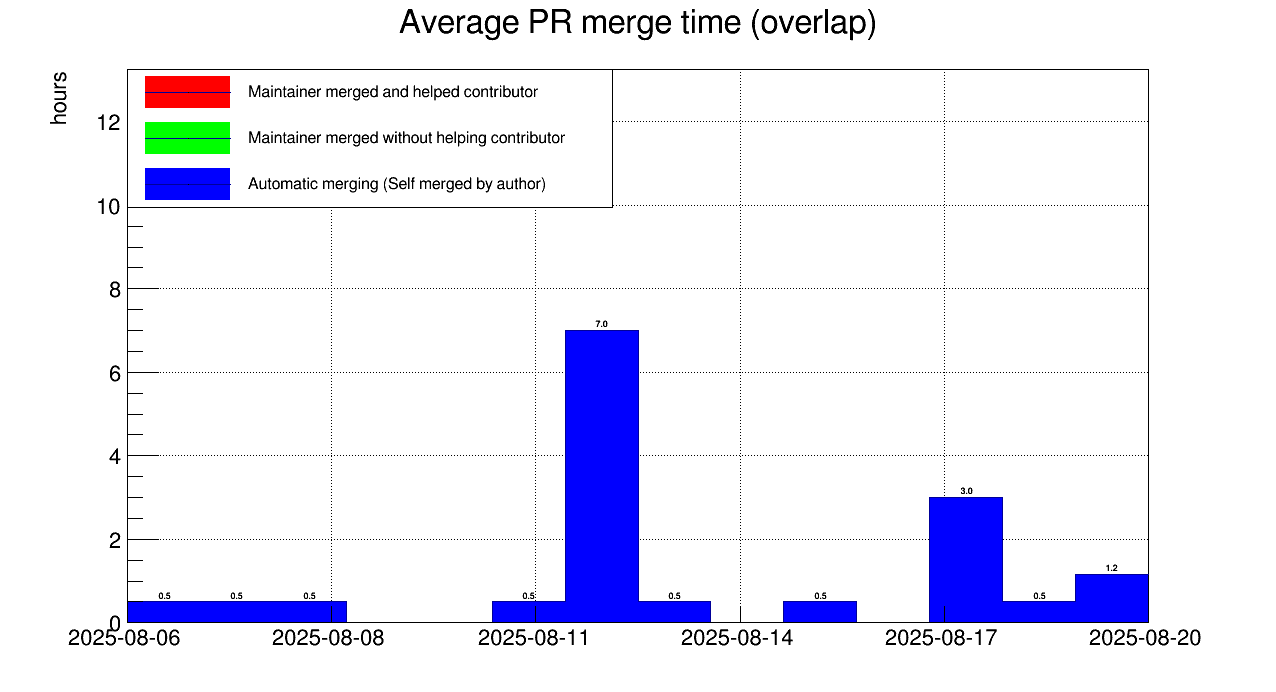 Average PR merge time (overlap)
hours
Maintainer merged and helped contributor
Maintainer merged without helping contributor
Automatic merging (Self merged by author)
12
10
8
6
4
2
0
7.0
3.0
1.2
0.5 0.5 0.5 0.5 0.5 0.5 0.5
2025-08-06 2025-08-08 2025-08-11 2025-08-14 2025-08-17 2025-08-20